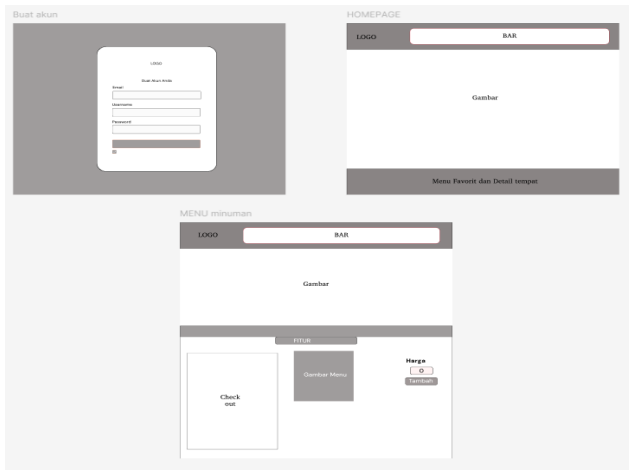 Buat akun
LOGO
Buat Akun Anda
Email
Username
Password
HOMEPAGE
LOGO
BAR
Gambar
Menu Favorit dan Detail tempat
MENU minuman
LOGO
BAR
Gambar
FITUR
Check
out
Gambar Menu
Harga
0
Tambah